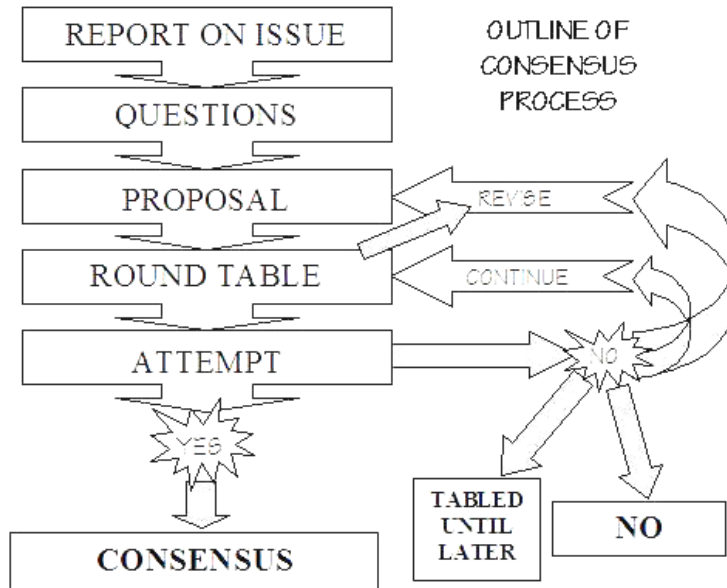 REPORT ON ISSUE
OUTLINE OF
CONSENSUS
PROCESS
QUESTIONS
PROPOSAL
REVISE
ROUND TABLE
CONTINUE
ATTEMPT
NO
YES
TABLED
UNTIL
LATER
NO
CONSENSUS